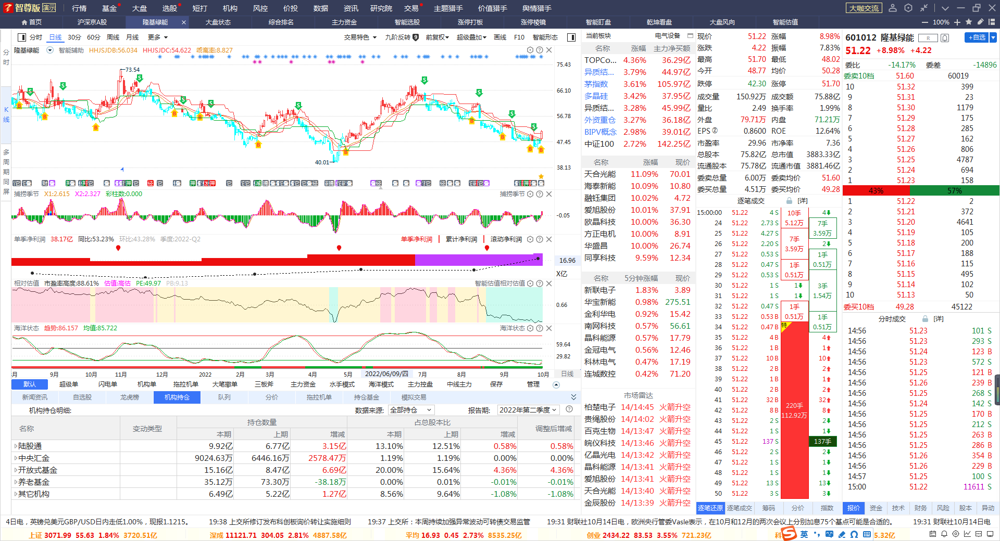 智尊版 演示 行情 基金 大盘 选股 短打 机构 风控 价投 数据 资讯 研究院 交易 主题猎手 价值猎手 舆情猎手 大咖交流
首页 沪深京A股 隆基绿能 大盘状态 综合排名 主力资金 智能选股 涨停打板 涨停棱镜 智能盯盘 乾坤看盘 大盘风向 智能估值 100%
分时 日线 30分 60分 周线 月线 更多 交易特色 九阶反转 9 前复权 超级叠加 画线 F10 智能形态
分时
K线
多周期同屏
隆基绿能 智能辅助 HHJSJDB:56.034 HHJSJDC:54.622 乖离率:8.827
75.43
66.10
56.78
47.45
38.13
73.54
40.01
捕捞季节 X1:2.615 X2:2.327 彩柱数:0.000 捕捞季节
-0.05
单季净利润 38.17亿 同比:53.23% 环比:43.28% 季度:2022-Q2 单季净利润 累计净利润 滚动净利润
16.96
X亿
相对估值 市盈率高度:88.61% 估值:高估 PE:49.97 PB:9.13 智能估值相对估值
0.66
海洋状态 趋势:86.157 均值:85.722 海洋状态
59.64
29.82
9月 10月 11月 12月 2022 2月 3月 4月 5月 2022/06/09/四 7月 8月 9月 10月 日线
默认 超级单 闪电单 机构单 拖拉机单 大笔撤单 三板斧 主力资金 水手模式 海洋模式 主力控盘 中线主力 保存 管理
新闻资讯 自选股 龙虎榜 机构持仓 队列 分价 拖拉机单 持仓基金 模拟交易
机构持仓明细: 数据来源: 全部持仓 报告期: 2022年第二季度
名称 变动类型 持仓数量 占总股本比 调整后增减
本期 上期 增减 本期 上期 增减
陆股通 9.92亿 6.77亿 3.15亿 13.10% 12.51% 0.58% 0.58%
中央汇金 9024.63万 6446.16万 2578.47万 1.19% 1.19% 0.00% 0.00%
开放式基金 15.16亿 8.47亿 6.69亿 20.00% 15.64% 4.36% 4.36%
养老基金 35.12万 73.30万 -38.18万 0.00% 0.01% -0.01% -0.01%
其它机构 6.49亿 5.22亿 1.27亿 8.56% 9.64% -1.08% -1.08%
当前板块 电气设备
名称 涨幅 主力净买额
TOPCo... 4.36% 36.29亿
异质结... 3.79% 44.97亿
茅指数 3.61% 105.97亿
多晶硅 3.42% 37.95亿
异质结... 3.28% 45.99亿
外资重仓 3.27% 36.18亿
BIPV概念 2.98% 39.01亿
中证100 2.72% 142.25亿
名称 涨幅 现价
天合光能 11.09% 70.01
海泰新能 10.09% 10.80
融钰集团 10.02% 4.72
爱旭股份 10.01% 37.91
欧晶科技 10.00% 36.30
方正电机 10.00% 8.91
华盛昌 10.00% 26.74
同享科技 9.59% 12.34
名称 5分钟涨幅 现价
新联电子 1.83% 3.89
华宝新能 0.98% 275.51
金利华电 0.92% 15.42
南网科技 0.57% 56.61
晶科能源 0.57% 17.79
金冠电气 0.56% 12.46
科林电气 0.47% 17.19
连城数控 0.42% 71.20
市场雷达
柏楚电子 14/14:45 火箭升空
贵绳股份 14/14:02 火箭升空
百克生物 14/13:47 火箭升空
皖仪科技 14/13:46 火箭升空
亿晶光电 14/13:42 火箭升空
晶科能源 14/13:41 火箭升空
爱旭股份 14/13:41 火箭升空
天合光能 14/13:40 火箭升空
金辰股份 14/13:39 火箭升空
现价 51.22 涨幅 8.98%
涨跌 4.22 振幅 7.83%
最高 51.70 最低 48.02
今开 48.77 均价 50.28
跌停 42.30 涨停 51.70
成交量 150.92万 成交额 75.88亿
量比 2.49 换手率 1.99%
外盘 79.71万 内盘 71.21万
EPS② 0.8600 ROE 12.64%
市盈率 29.96 市净率 7.36
总股本 75.82亿 总市值 3883.33亿
流通股本 75.78亿 流通市值 3881.46亿
委卖总量 6.00万 委卖均价 51.60
委买总量 4.51万 委买均价 49.28
逐笔成交 [详]
15:00:00 51.22 4 S 10手 4
24 51.22 2.73 S 5.12万 7手
25 51.22 4.27 S 3.59万
26 51.22 2.20 S 7手 2
27 51.22 0.53 S 3.59万 1手
28 51.22 0.47 S 1手 0.51万
29 51.22 0.53 S 0.51万
30 51.22 1 S 1 3手
31 51.22 1 S 1 1.54万
32 51.22 0.47 S 1手
33 51.22 0.53 B 0.51万 1手
34 51.22 0.47 B 特 0.51万
35 51.22 4 B 4
36 51.22 1 B 1
37 51.22 10 B 10
38 51.22 2 B 2
39 51.22 1 B 1
40 51.22 2 B 2
41 51.22 32 B 220手 32
42 51.22 8 B 112.92万 8
43 51.22 2 S 2
44 51.22 1 S 1
45 51.22 137 S 137手
46 51.22 2 S 2
47 51.22 1 S 1
48 51.22 1 S 1
49 51.22 13 S 13
50 51.22 3 S 3
逐笔还原 逐笔成交 筹码 分价 指数
601012 隆基绿能 R +自选
51.22 +8.98% +4.22
委比 -14.17% 委差 -14896
委卖10档 51.60 60019
10 51.32 399
9 51.31 23
8 51.30 1179
7 51.29 175
6 51.28 285
5 51.27 162
4 51.26 806
3 51.25 4787
2 51.24 694
1 51.23 158
43% 57%
1 51.22 2
2 51.21 372
3 51.20 4641
4 51.19 105
5 51.18 200
6 51.17 188
7 51.16 115
8 51.15 495
9 51.14 102
10 51.13 50
委买10档 49.28 45122
分时成交 [详]
14:56 51.23 101 S
14:56 51.23 293 S
14:56 51.24 123 B
14:56 51.23 572 S
14:56 51.25 121 B
14:56 51.26 239 B
14:56 51.25 268 S
14:56 51.24 142 S
14:56 51.25 170 B
14:56 51.25 212 S
14:56 51.25 263 B
14:56 51.25 286 B
14:56 51.26 354 B
14:56 51.26 229 B
14:57 51.25 100 S
15:00 51.22 11611 S
报价 资金 技术 财务 风险 股本 异动
4日电，英镑兑美元GBP/USD日内走低1.00%，现报1.1215。 19:38 上交所修订发布科创板询价转让实施细则 19:37 上交所：本周持续加强异常波动可转债交易监管 19:31 财联社10月14日电，欧洲央行管委Vasle表示，在10月和12月的两次会议上分别加息75个基点可能是合适的。 19:31 财联社10月14日电
上证 3071.99 55.63 1.84% 3720.51亿 深成 11121.71 304.05 2.81% 4887.58亿 平均 16.93 0.45 2.73% 8535.25亿 创业 2434.22 83.53 3.55% 721.23亿 科 英 5.32亿